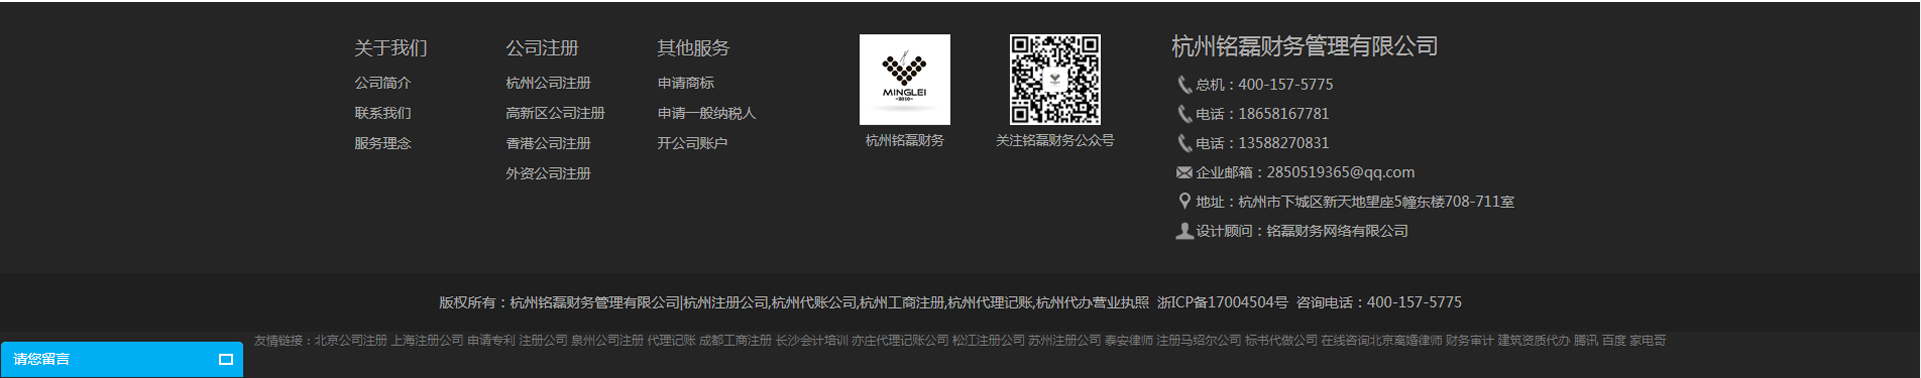 关于我们
公司简介
联系我们
服务理念
公司注册
杭州公司注册
高新区公司注册
香港公司注册
外资公司注册
其他服务
申请商标
申请一般纳税人
开公司账户
MINGLEI
-2010-
杭州铭磊财务
关注铭磊财务公众号
杭州铭磊财务管理有限公司
总机：400-157-5775
电话：18658167781
电话：13588270831
企业邮箱：2850519365@qq.com
地址：杭州市下城区新天地望座5幢东楼708-711室
设计顾问：铭磊财务网络有限公司
版权所有：杭州铭磊财务管理有限公司|杭州注册公司,杭州代账公司,杭州工商注册,杭州代理记账,杭州代办营业执照 浙ICP备17004504号 咨询电话：400-157-5775
友情链接：北京公司注册 上海注册公司 申请专利 注册公司 泉州公司注册 代理记账 成都工商注册 长沙会计培训 亦庄代理记账公司 松江注册公司 苏州注册公司 泰安律师 注册马绍尔公司 标书代做公司 在线咨询北京离婚律师 财务审计 建筑资质代办 腾讯 百度 家电哥
请您留言